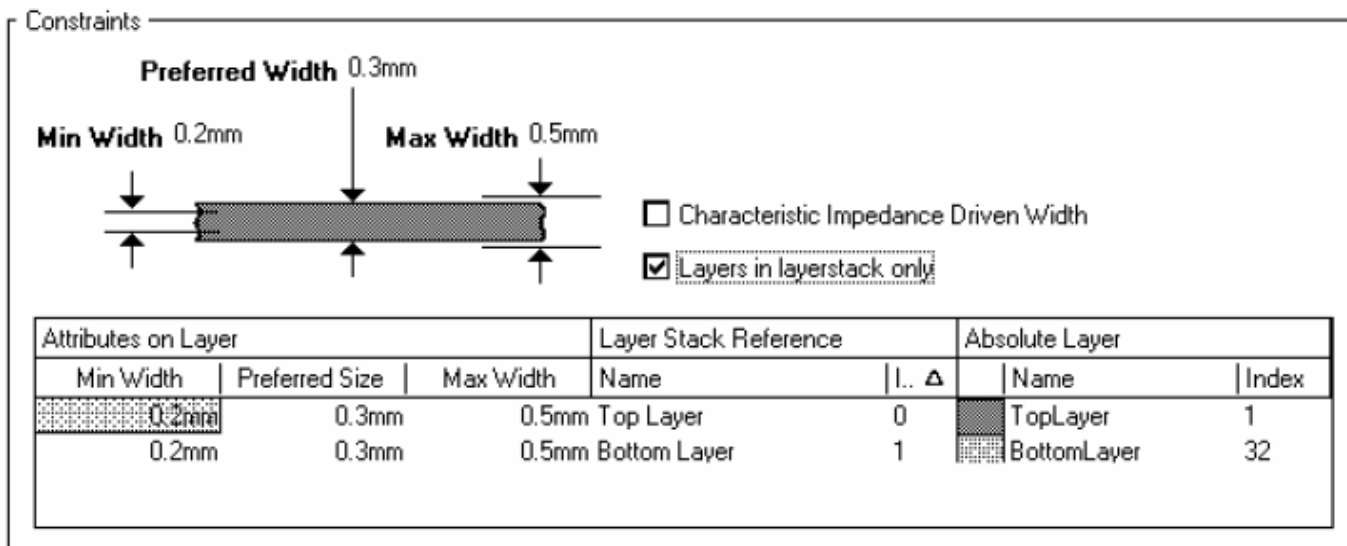 Constraints
Preferred Width 0.3mm
Min Width 0.2mm
Max Width 0.5mm
Characteristic Impedance Driven Width
Layers in layerstack only
Attributes on Layer Layer Stack Reference Absolute Layer
Min Width Preferred Size Max Width Name I.. Name Index
0.2mm 0.3mm 0.5mm Top Layer 0 TopLayer 1
0.2mm 0.3mm 0.5mm Bottom Layer 1 BottomLayer 32